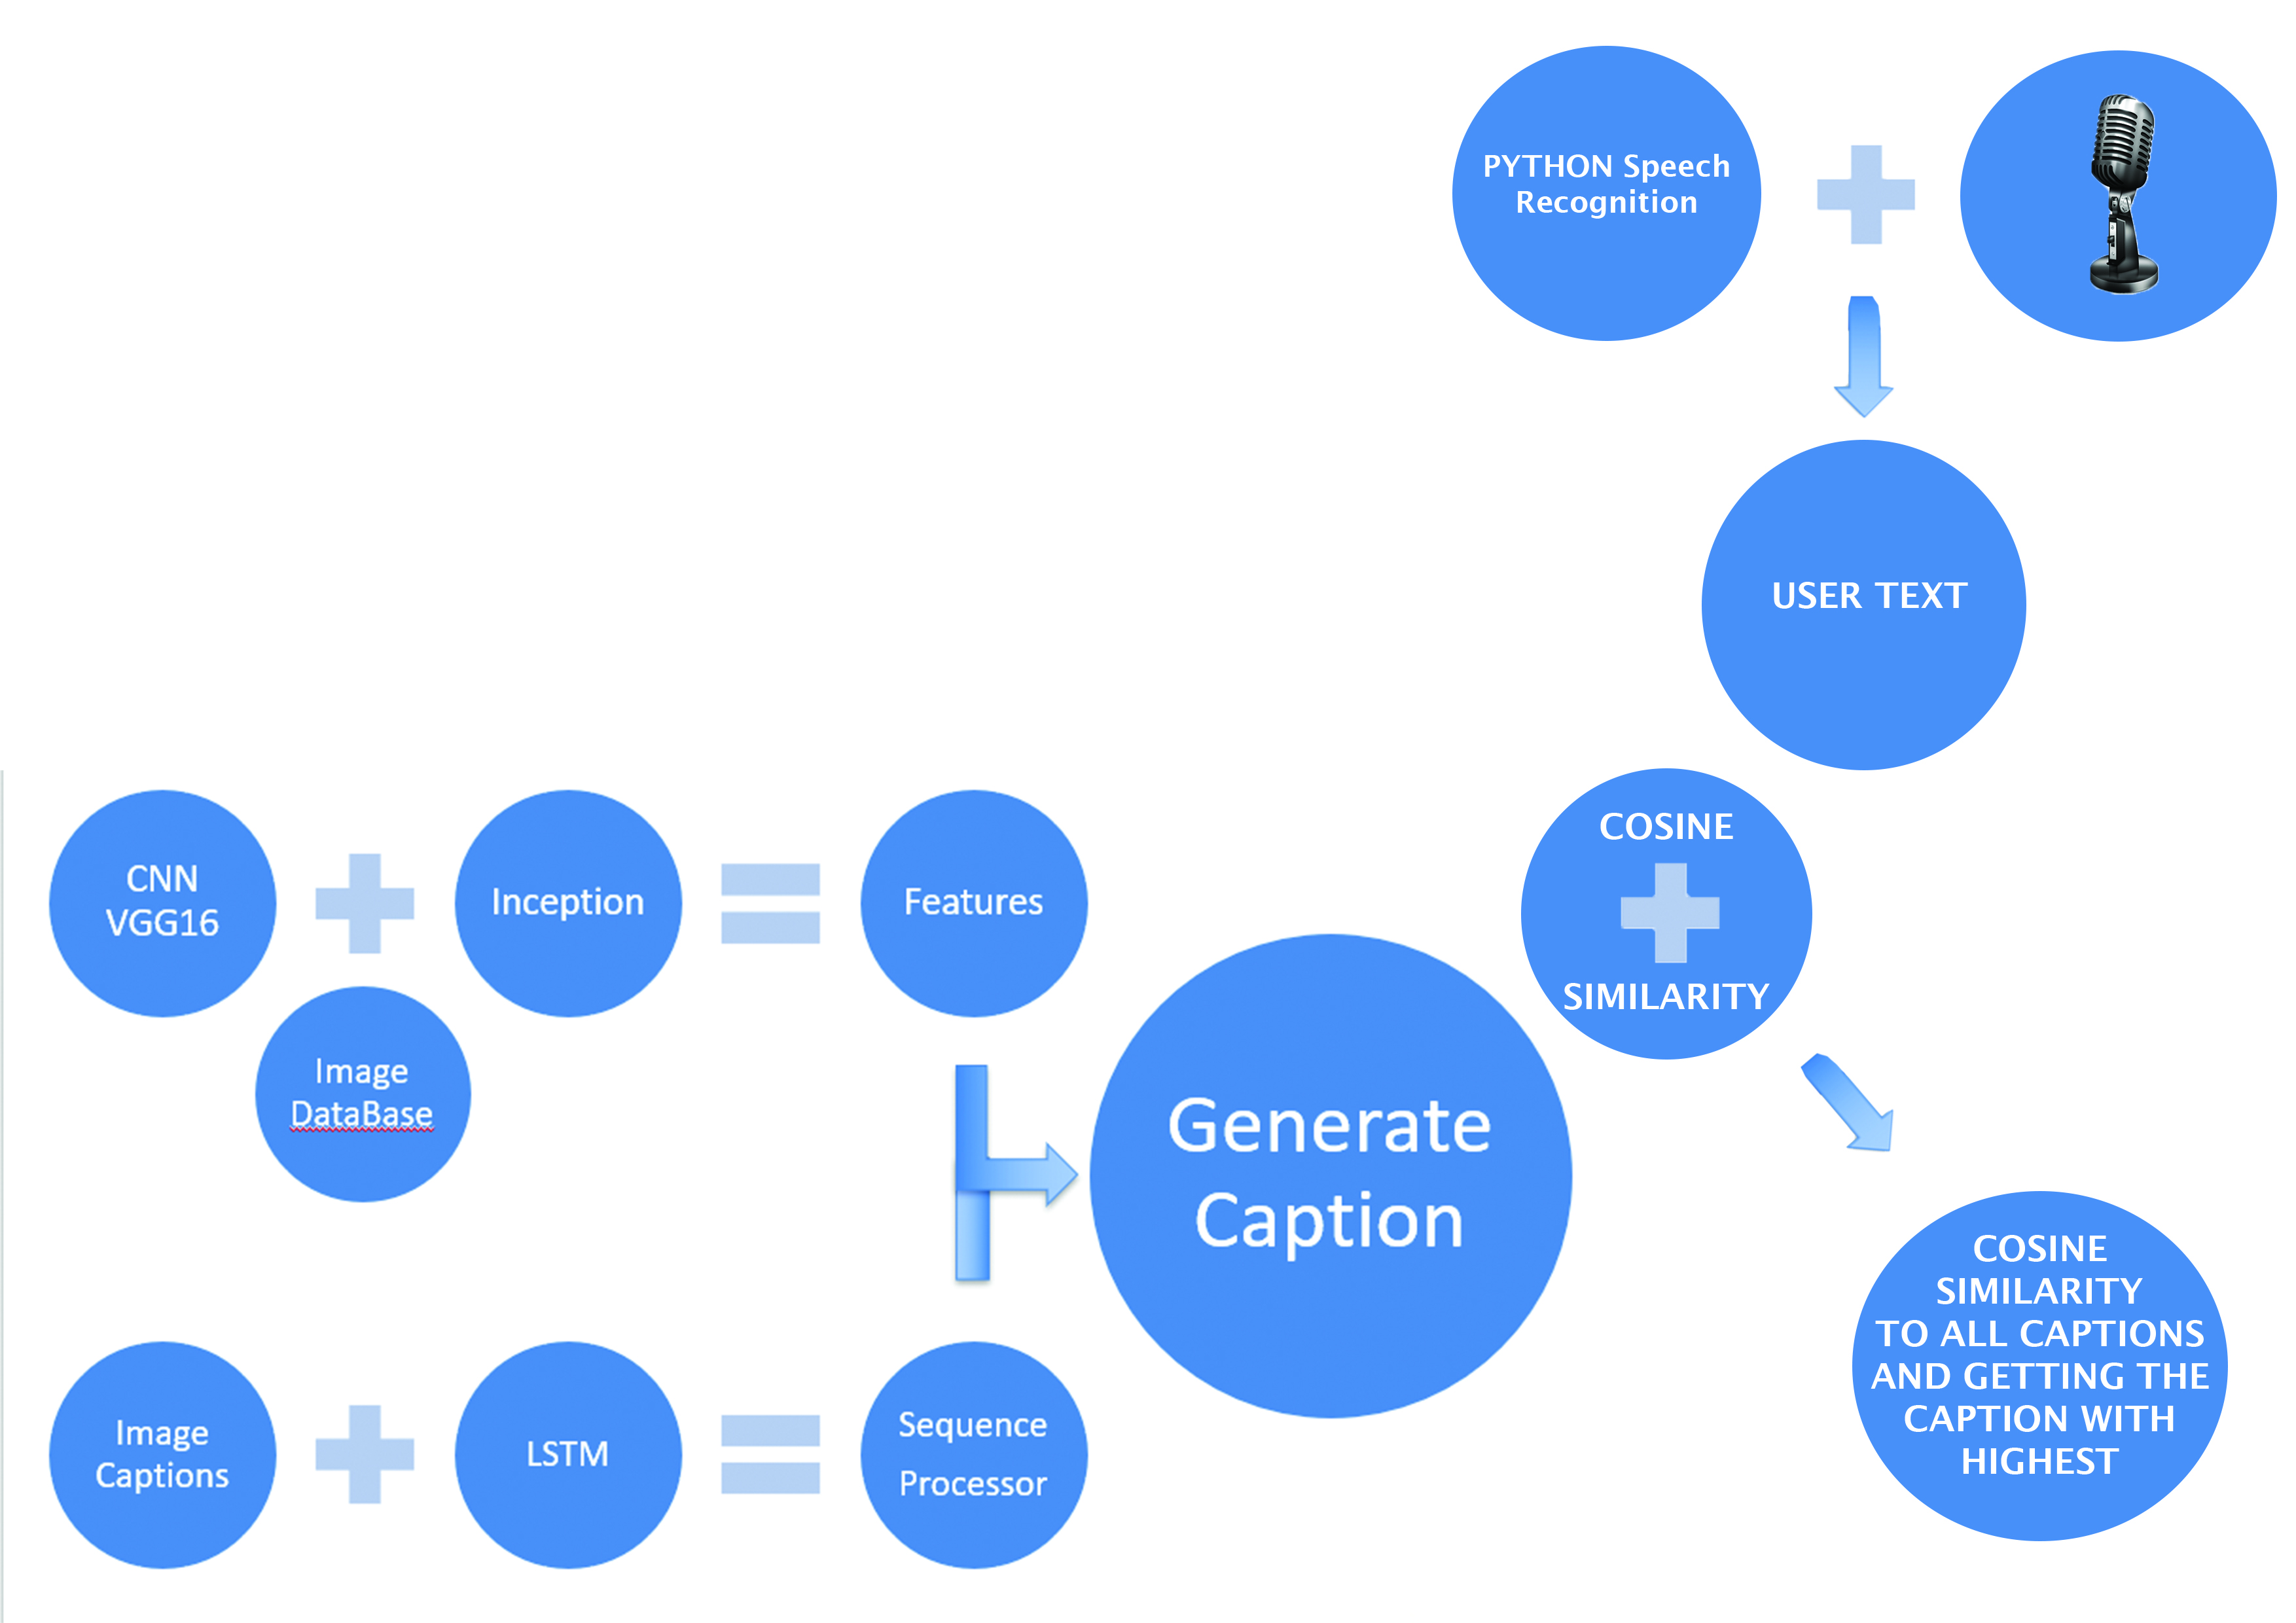 PYTHON Speech
Recognition
USER TEXT
COSINE
SIMILARITY
CNN
VGG16
Inception
Features
Image
DataBase
Generate
Caption
Image
Captions
LSTM
Sequence
Processor
COSINE
SIMILARITY
TO ALL CAPTIONS
AND GETTING THE
CAPTION WITH
HIGHEST